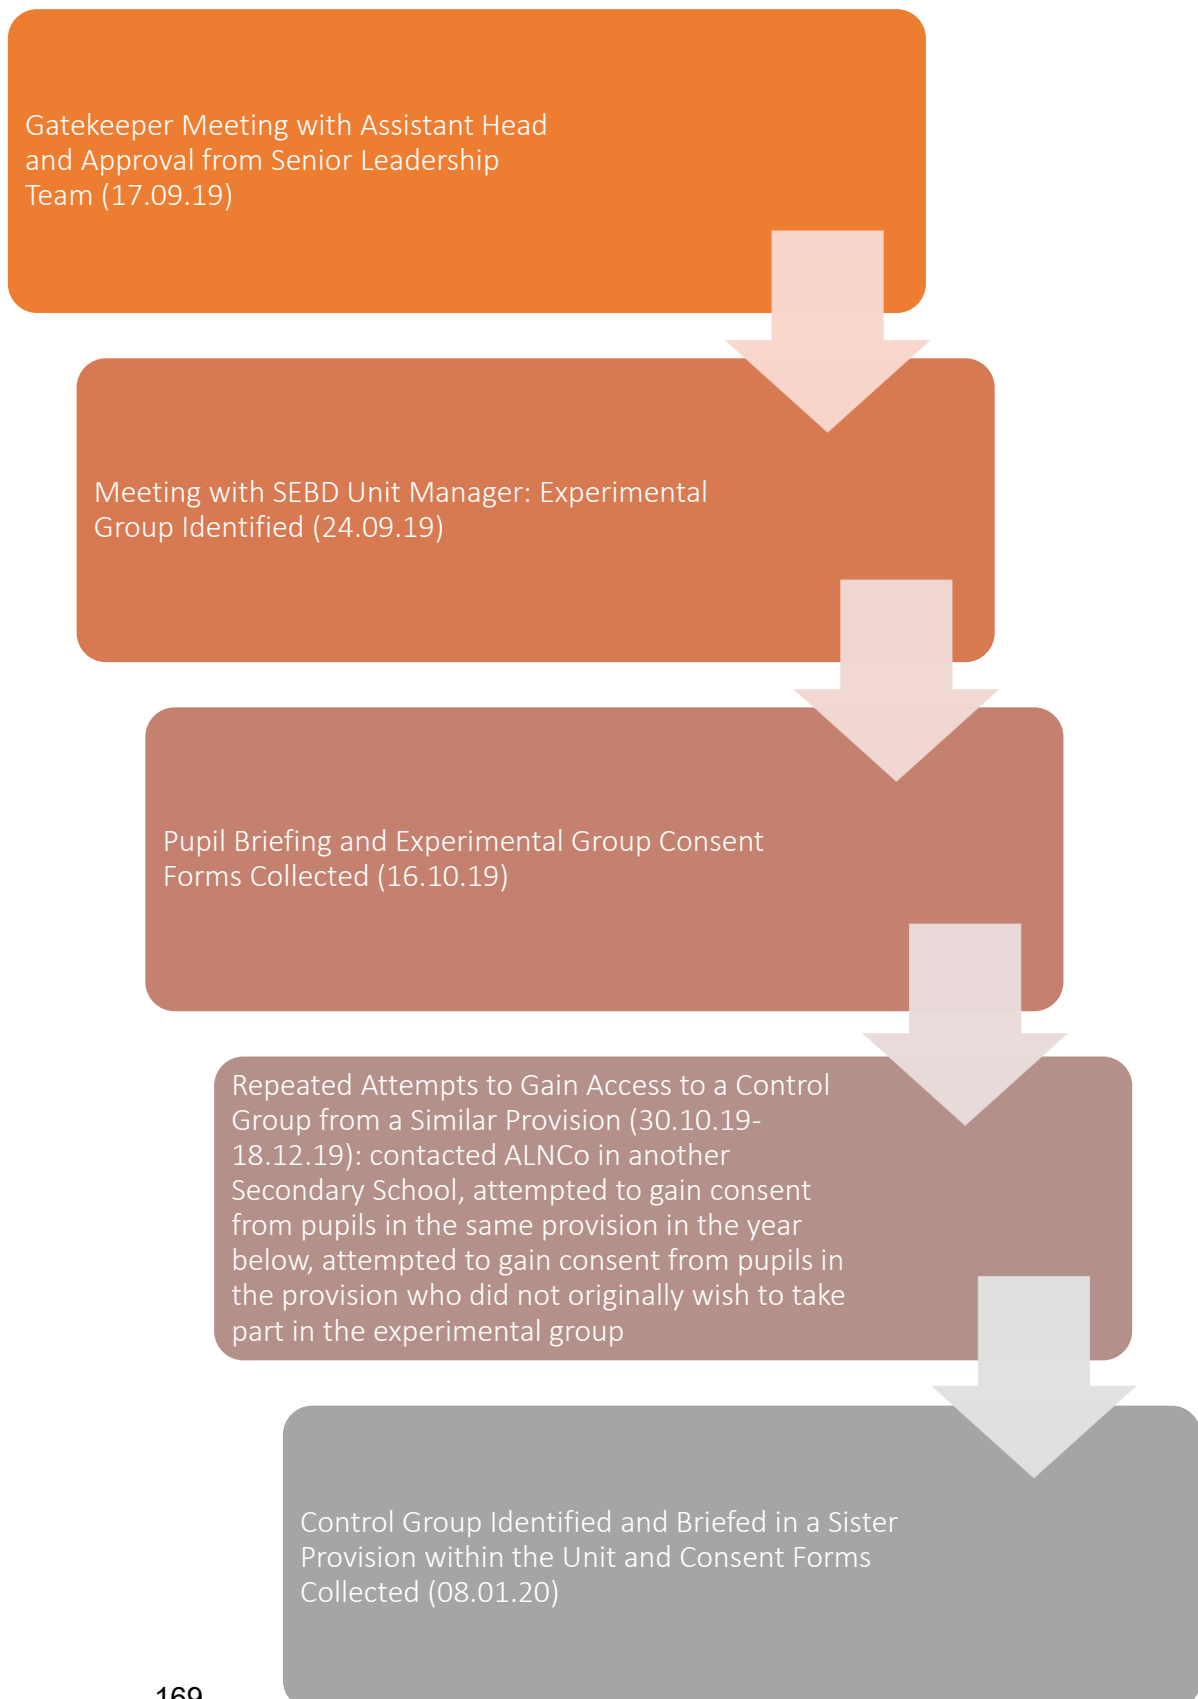 Gatekeeper Meeting with Assistant Head
and Approval from Senior Leadership
Team (17.09.19)
Meeting with SEBD Unit Manager: Experimental
Group Identified (24.09.19)
Pupil Briefing and Experimental Group Consent
Forms Collected (16.10.19)
Repeated Attempts to Gain Access to a Control
Group from a Similar Provision (30.10.19-
18.12.19): contacted ALNCo in another
Secondary School, attempted to gain consent
from pupils in the same provision in the year
below, attempted to gain consent from pupils in
the provision who did not originally wish to take
part in the experimental group
Control Group Identified and Briefed in a Sister
Provision within the Unit and Consent Forms
Collected (08.01.20)
169